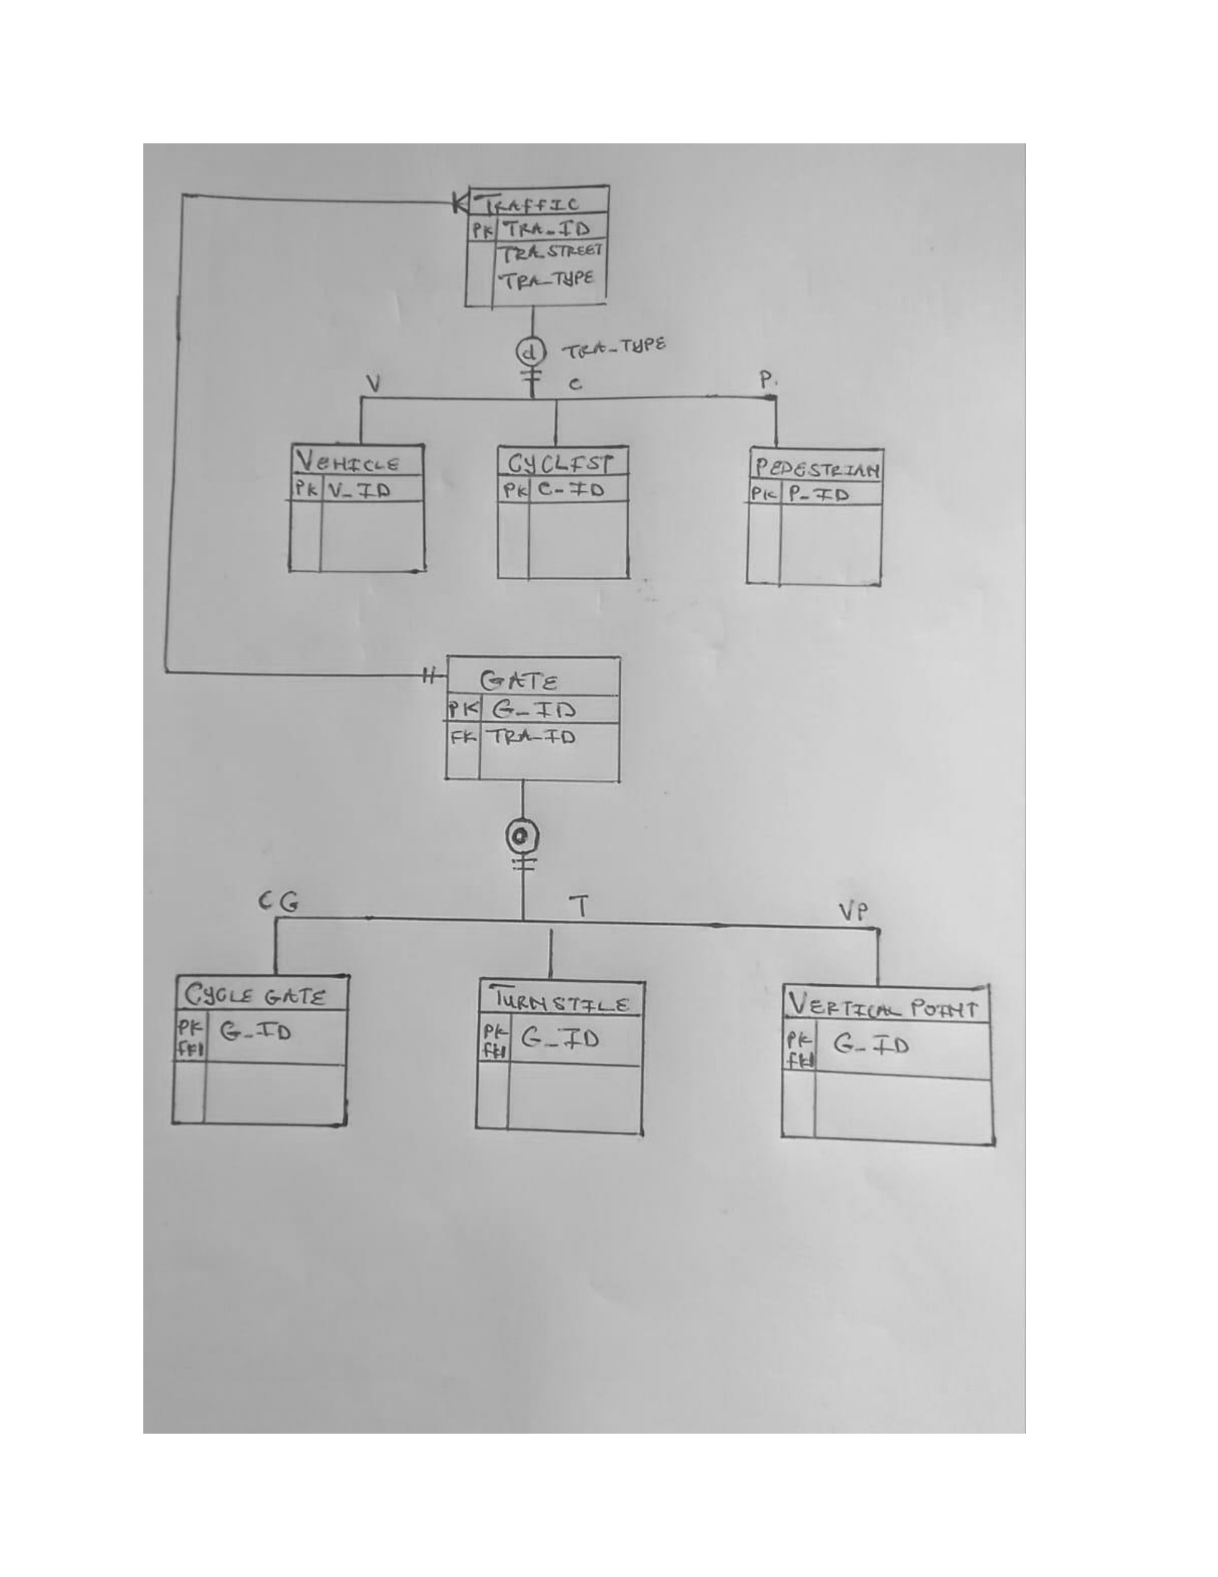 TRAFFIC
PK TRA_ID
TRA_STREET
TRA_TYPE
d TRA_TYPE
V C P.
VEHICLE
PK V_ID
CYCLIST
PK C_ID
PEDESTRIAN
PK P_ID
GATE
PK G_ID
FK TRA_ID
O
CG T VP
CYCLE GATE
PK G_ID
FK1
TURNSTILE
PK G_ID
FK1
VERTICAL POINT
PK G_ID
FK1